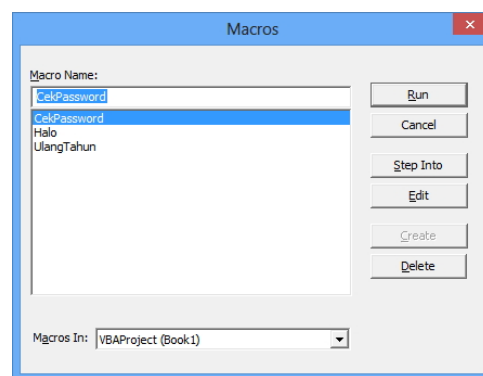 Macros
Macro Name:
CekPassword
CekPassword
Halo
UlangTahun
Run
Cancel
Step Into
Edit
Create
Delete
Macros In: VBAProject (Book1)